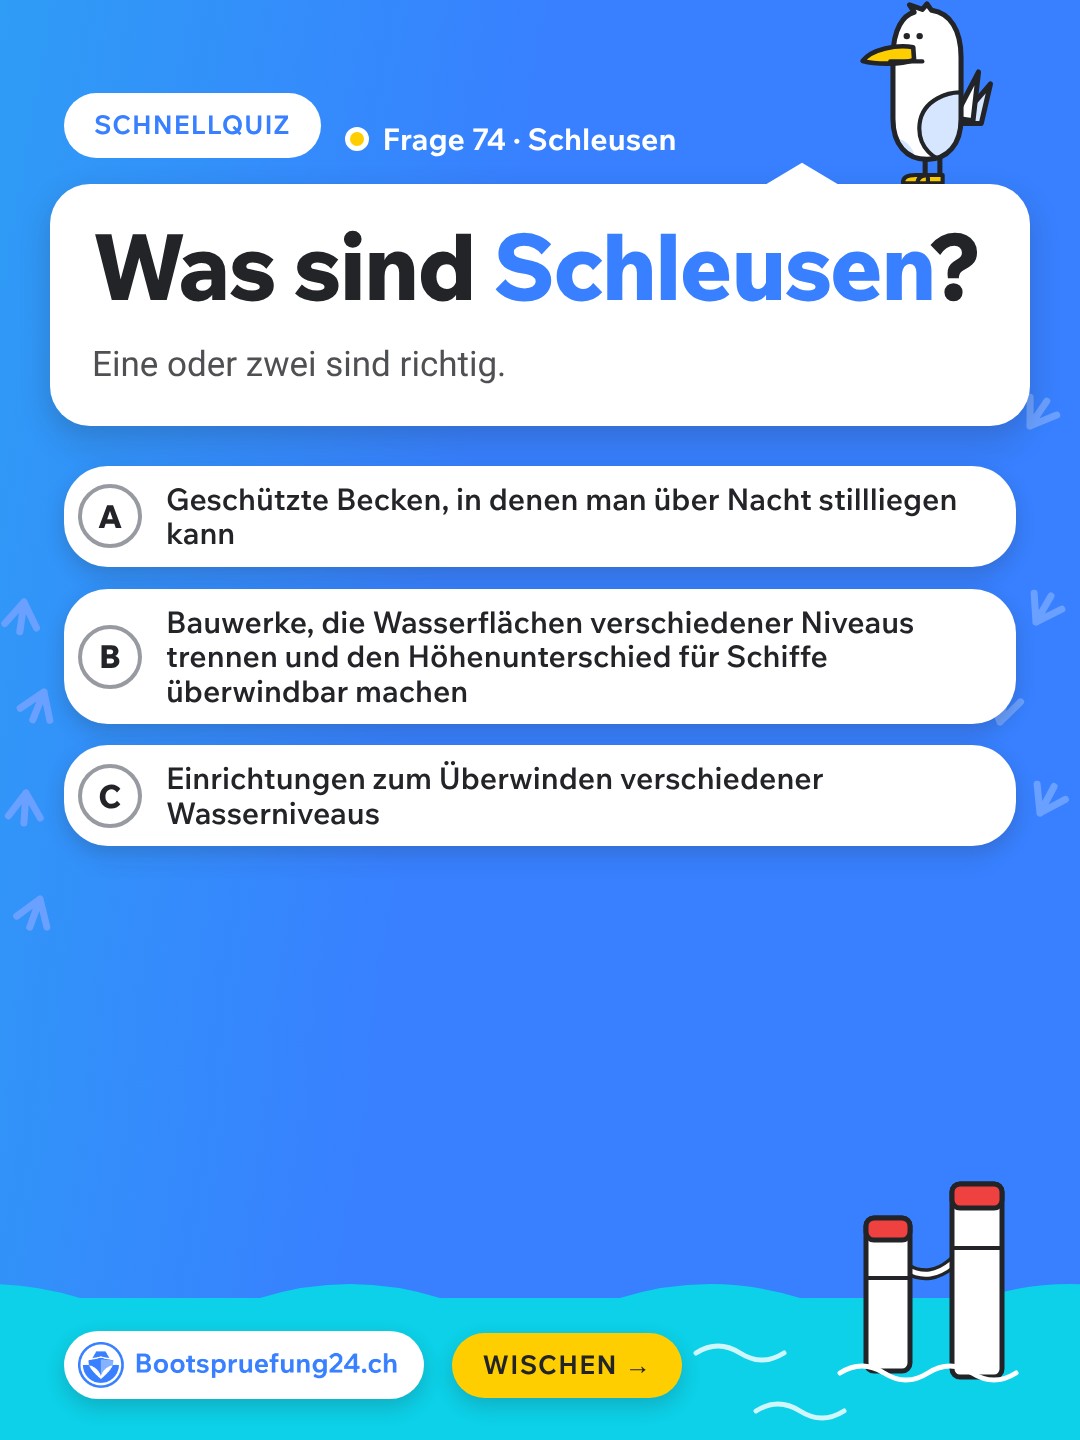 SCHNELLQUIZ
Frage 74 · Schleusen
Was sind Schleusen?
Eine oder zwei sind richtig.
A
Geschützte Becken, in denen man über Nacht stillliegen
kann
B
Bauwerke, die Wasserflächen verschiedener Niveaus
trennen und den Höhenunterschied für Schiffe
überwindbar machen
C
Einrichtungen zum Überwinden verschiedener
Wasserniveaus
Bootspruefung24.ch
WISCHEN →